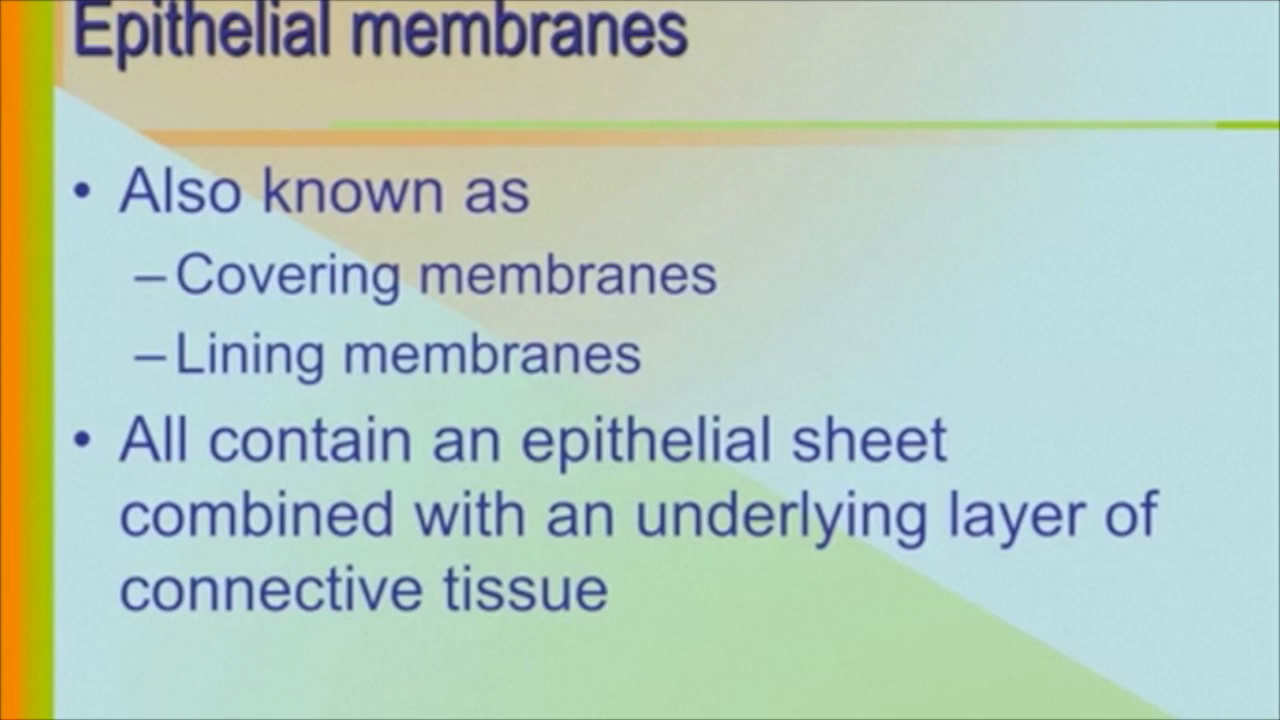 Epithelial membranes
• Also known as
– Covering membranes
– Lining membranes
• All contain an epithelial sheet
combined with an underlying layer of
connective tissue